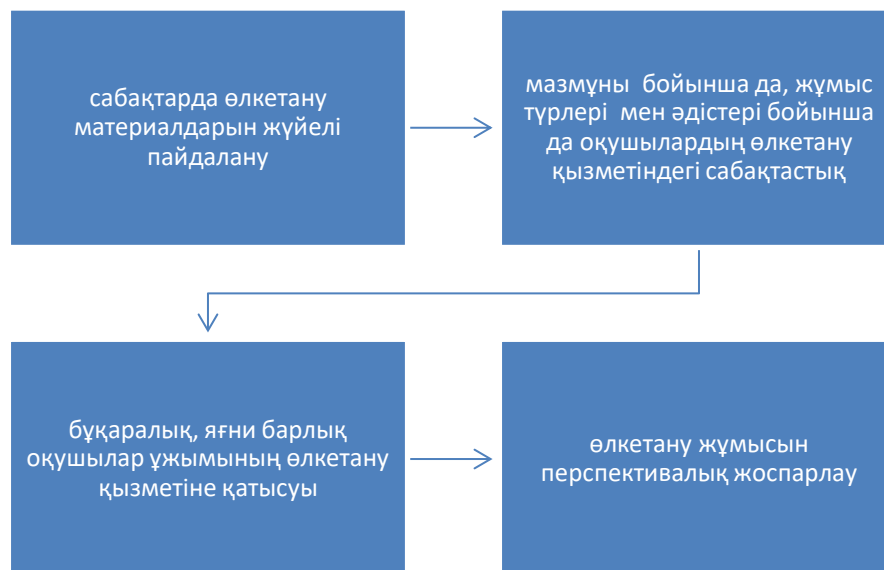 сабақтарда өлкетану
материалдарын жүйелі
пайдалану
мазмұны  бойынша да, жұмыс
түрлері  мен әдістері бойынша
да оқушылардың өлкетану
қызметіндегі сабақтастық
бұқаралық, яғни барлық
оқушылар ұжымының өлкетану
қызметіне қатысуы
өлкетану жұмысын
перспективалық жоспарлау